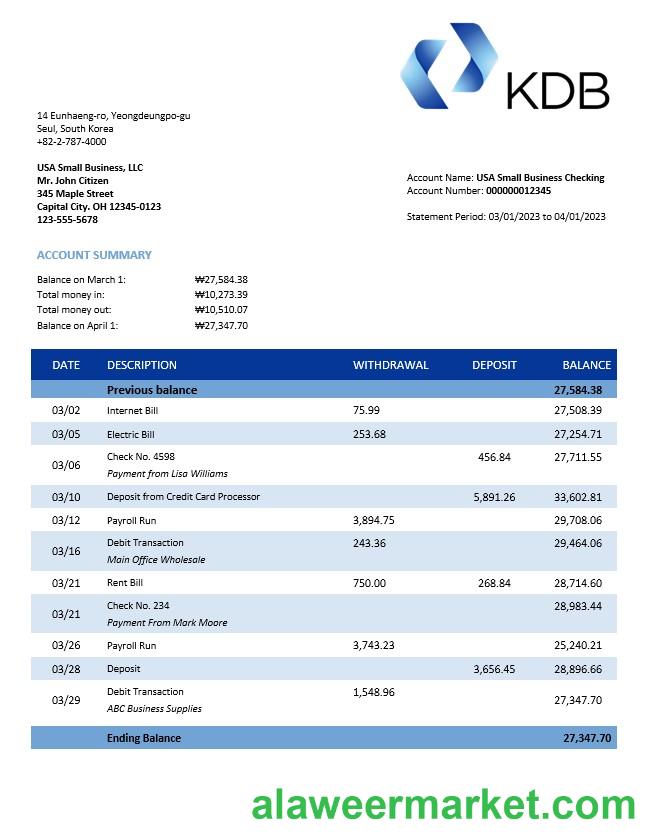 KDB
14 Eunhaeng-ro, Yeongdeungpo-gu
Seul, South Korea
+82-2-787-4000
USA Small Business, LLC
Mr. John Citizen
345 Maple Street
Capital City. OH 12345-0123
123-555-5678
Account Name: USA Small Business Checking
Account Number: 000000012345
Statement Period: 03/01/2023 to 04/01/2023
ACCOUNT SUMMARY
Balance on March 1: ₩27,584.38
Total money in: ₩10,273.39
Total money out: ₩10,510.07
Balance on April 1: ₩27,347.70
DATE DESCRIPTION WITHDRAWAL DEPOSIT BALANCE
Previous balance 27,584.38
03/02 Internet Bill 75.99 27,508.39
03/05 Electric Bill 253.68 27,254.71
03/06 Check No. 4598 456.84 27,711.55
Payment from Lisa Williams
03/10 Deposit from Credit Card Processor 5,891.26 33,602.81
03/12 Payroll Run 3,894.75 29,708.06
03/16 Debit Transaction 243.36 29,464.06
Main Office Wholesale
03/21 Rent Bill 750.00 268.84 28,714.60
03/21 Check No. 234 28,983.44
Payment From Mark Moore
03/26 Payroll Run 3,743.23 25,240.21
03/28 Deposit 3,656.45 28,896.66
03/29 Debit Transaction 1,548.96 27,347.70
ABC Business Supplies
Ending Balance 27,347.70
alaweermarket.com